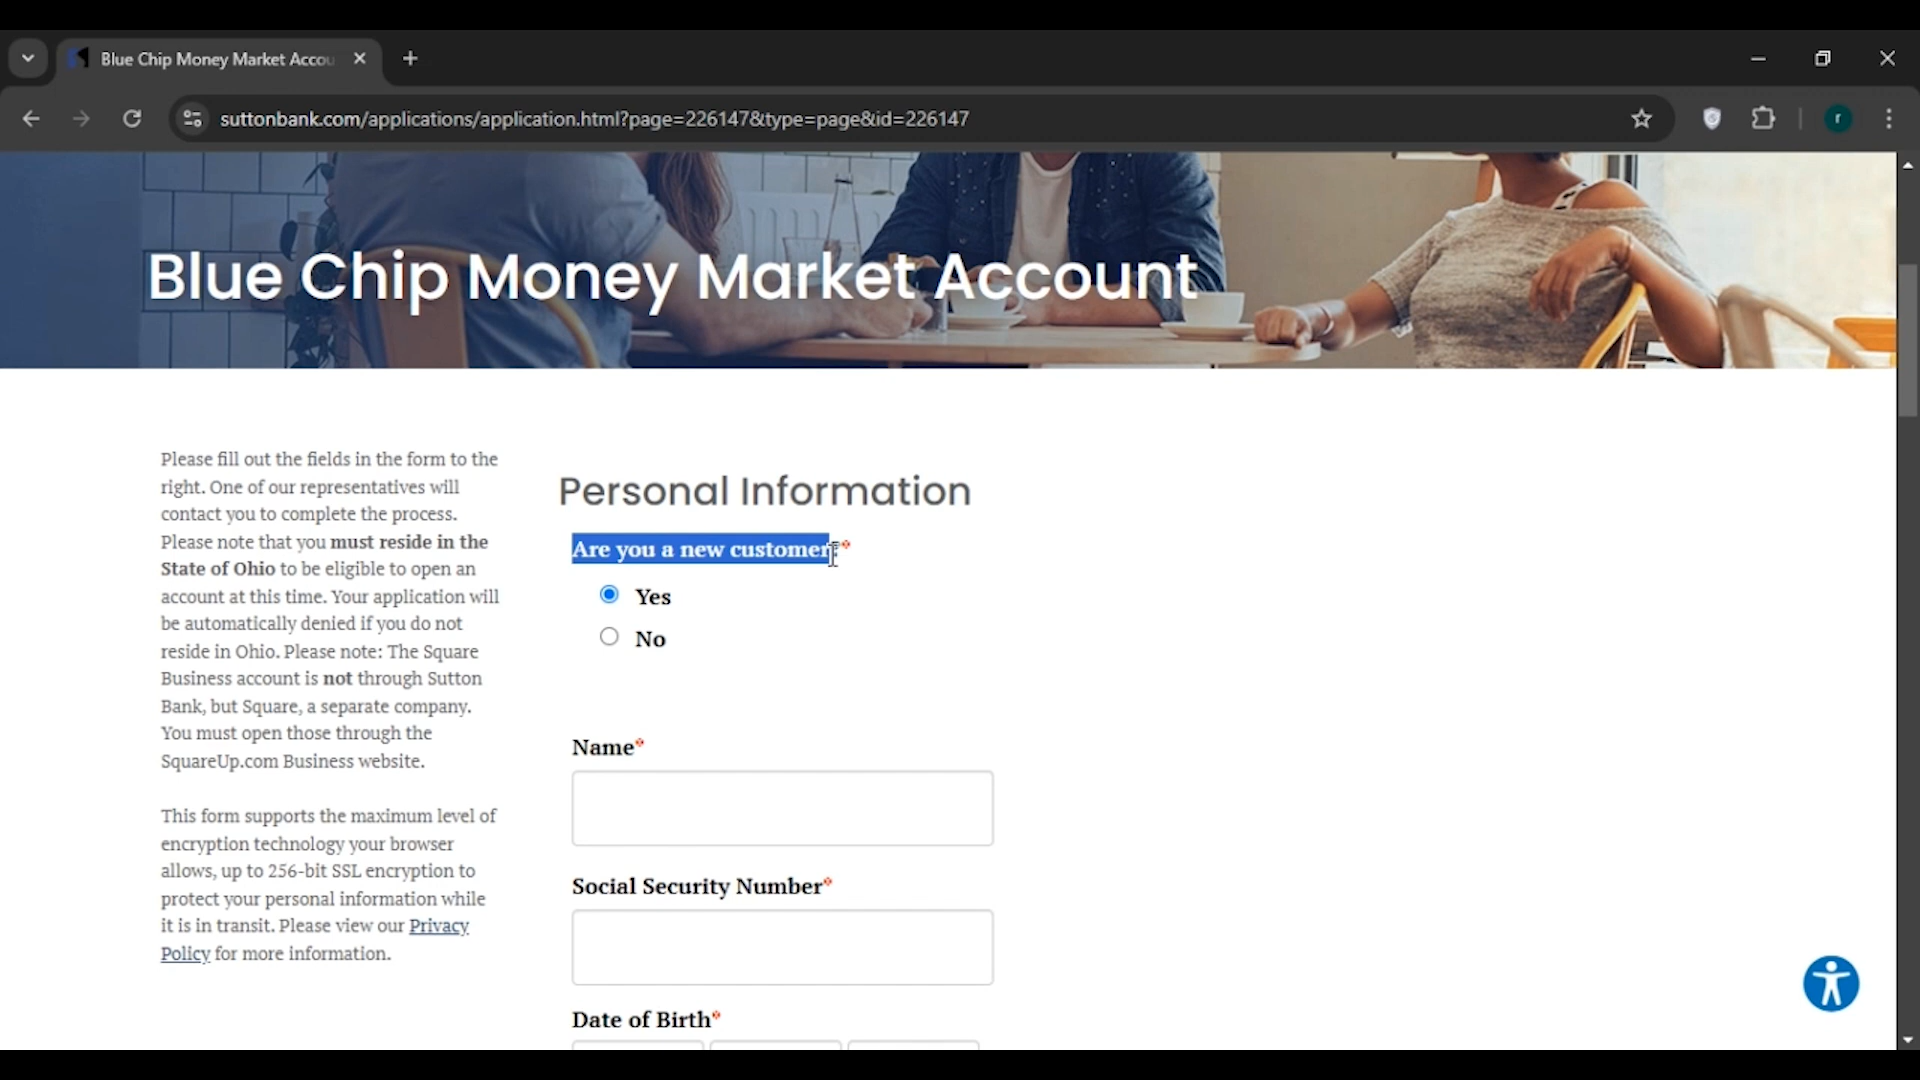 Blue Chip Money Market Accou
suttonbank.com/applications/application.html?page=226147&type=page&id=226147
r
Blue Chip Money Market Account
Please fill out the fields in the form to the
right. One of our representatives will
contact you to complete the process.
Please note that you must reside in the
State of Ohio to be eligible to open an
account at this time. Your application will
be automatically denied if you do not
reside in Ohio. Please note: The Square
Business account is not through Sutton
Bank, but Square, a separate company.
You must open those through the
SquareUp.com Business website.
This form supports the maximum level of
encryption technology your browser
allows, up to 256-bit SSL encryption to
protect your personal information while
it is in transit. Please view our Privacy
Policy for more information.
Personal Information
Are you a new customer*
Yes
No
Name*
Social Security Number*
Date of Birth*